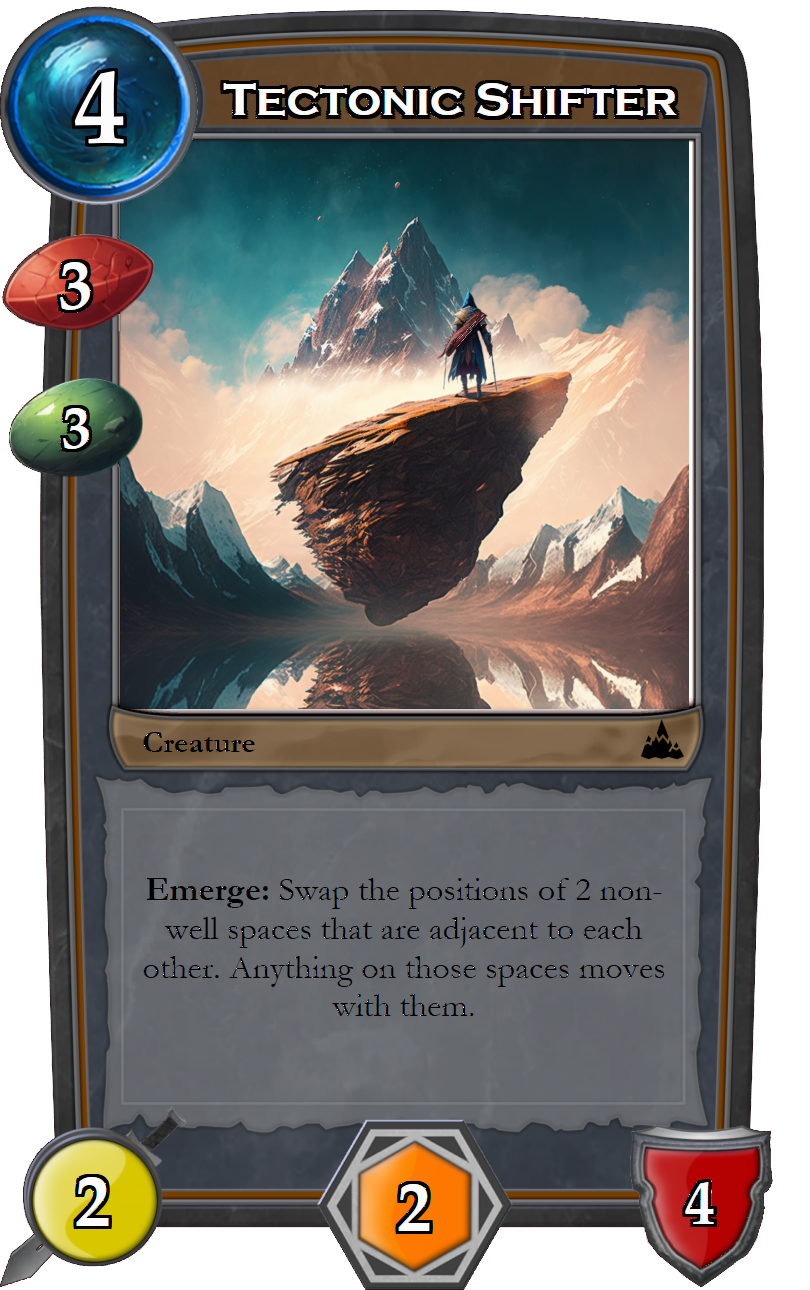 4
TECTONIC SHIFTER
3
3
Creature
Emerge: Swap the positions of 2 non-
well spaces that are adjacent to each
other. Anything on those spaces moves
with them.
2
2
4